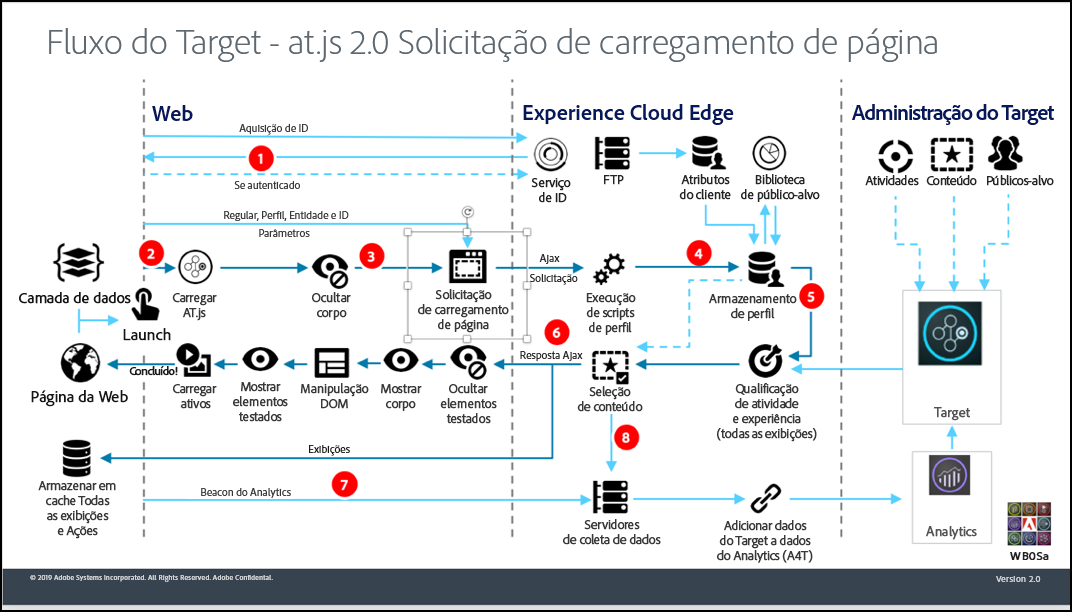 Fluxo do Target - at.js 2.0 Solicitação de carregamento de página
Web
Experience Cloud Edge
Administração do Target
Aquisição de ID
1
Se autenticado
Serviço
de ID
FTP
Atributos
do cliente
Biblioteca
de público-alvo
Atividades
Conteúdo
Públicos-alvo
Regular, Perfil, Entidade e ID
Parâmetros
2
3
4
5
Camada de dados
Launch
Carregar
AT.js
Ocultar
corpo
Solicitação
de carregamento
de página
Ajax
Solicitação
Execução
de scripts
de perfil
Armazenamento
de perfil
6
Resposta Ajax
Concluído!
Página da Web
Carregar
ativos
Mostrar
elementos
testados
Manipulação
DOM
Mostrar
corpo
Ocultar
elementos
testados
Seleção
de conteúdo
Qualificação
de atividade
e experiência
(todas as exibições)
Target
8
Exibições
Armazenar em
cache Todas
as exibições
e Ações
7
Beacon do Analytics
Servidores
de coleta de dados
Adicionar dados
do Target a dados
do Analytics (A4T)
Analytics
WBOSa
© 2019 Adobe Systems Incorporated. All Rights Reserved. Adobe Confidential.
Version 2.0